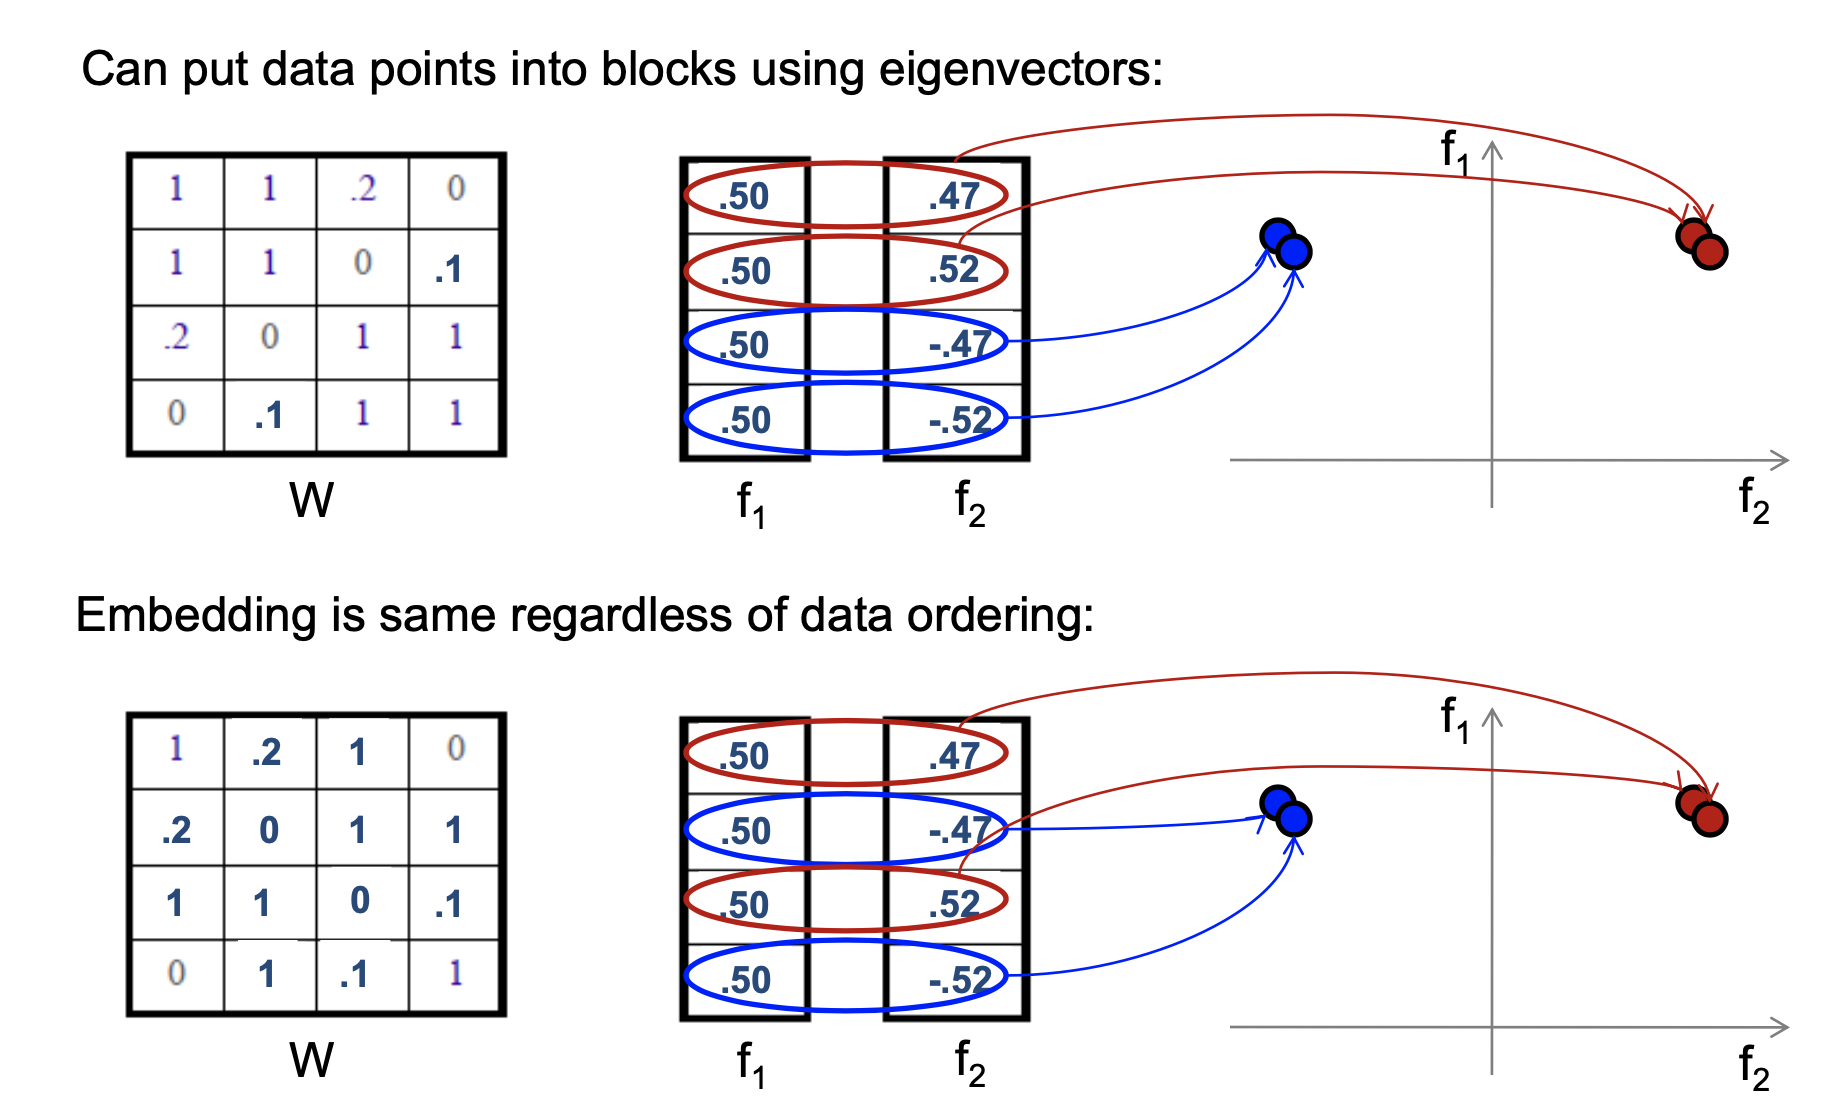 Can put data points into blocks using eigenvectors:
1 1 .2 0
1 1 0 .1
.2 0 1 1
0 .1 1 1
W
.50 .47
.50 .52
.50 -.47
.50 -.52
f1 f2
f1
f2
Embedding is same regardless of data ordering:
1 .2 1 0
.2 0 1 1
1 1 0 .1
0 1 .1 1
W
.50 .47
.50 -.47
.50 .52
.50 -.52
f1 f2
f1
f2